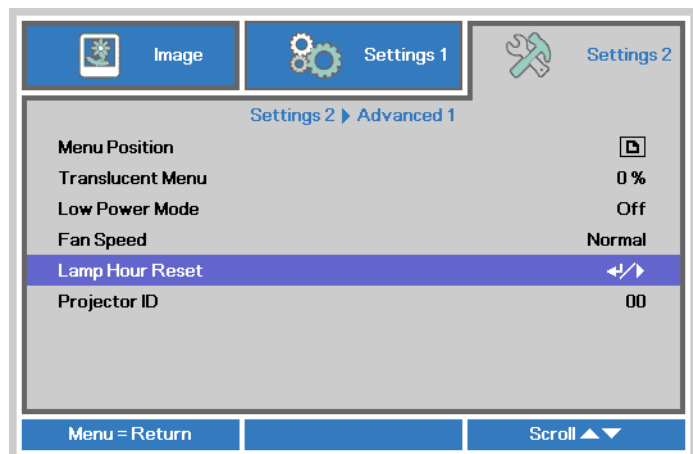 Image Settings 1 Settings 2
Settings 2 Advanced 1
Menu Position
Translucent Menu 0 %
Low Power Mode Off
Fan Speed Normal
Lamp Hour Reset ↵/
Projector ID 00
Menu = Return Scroll ▲▼